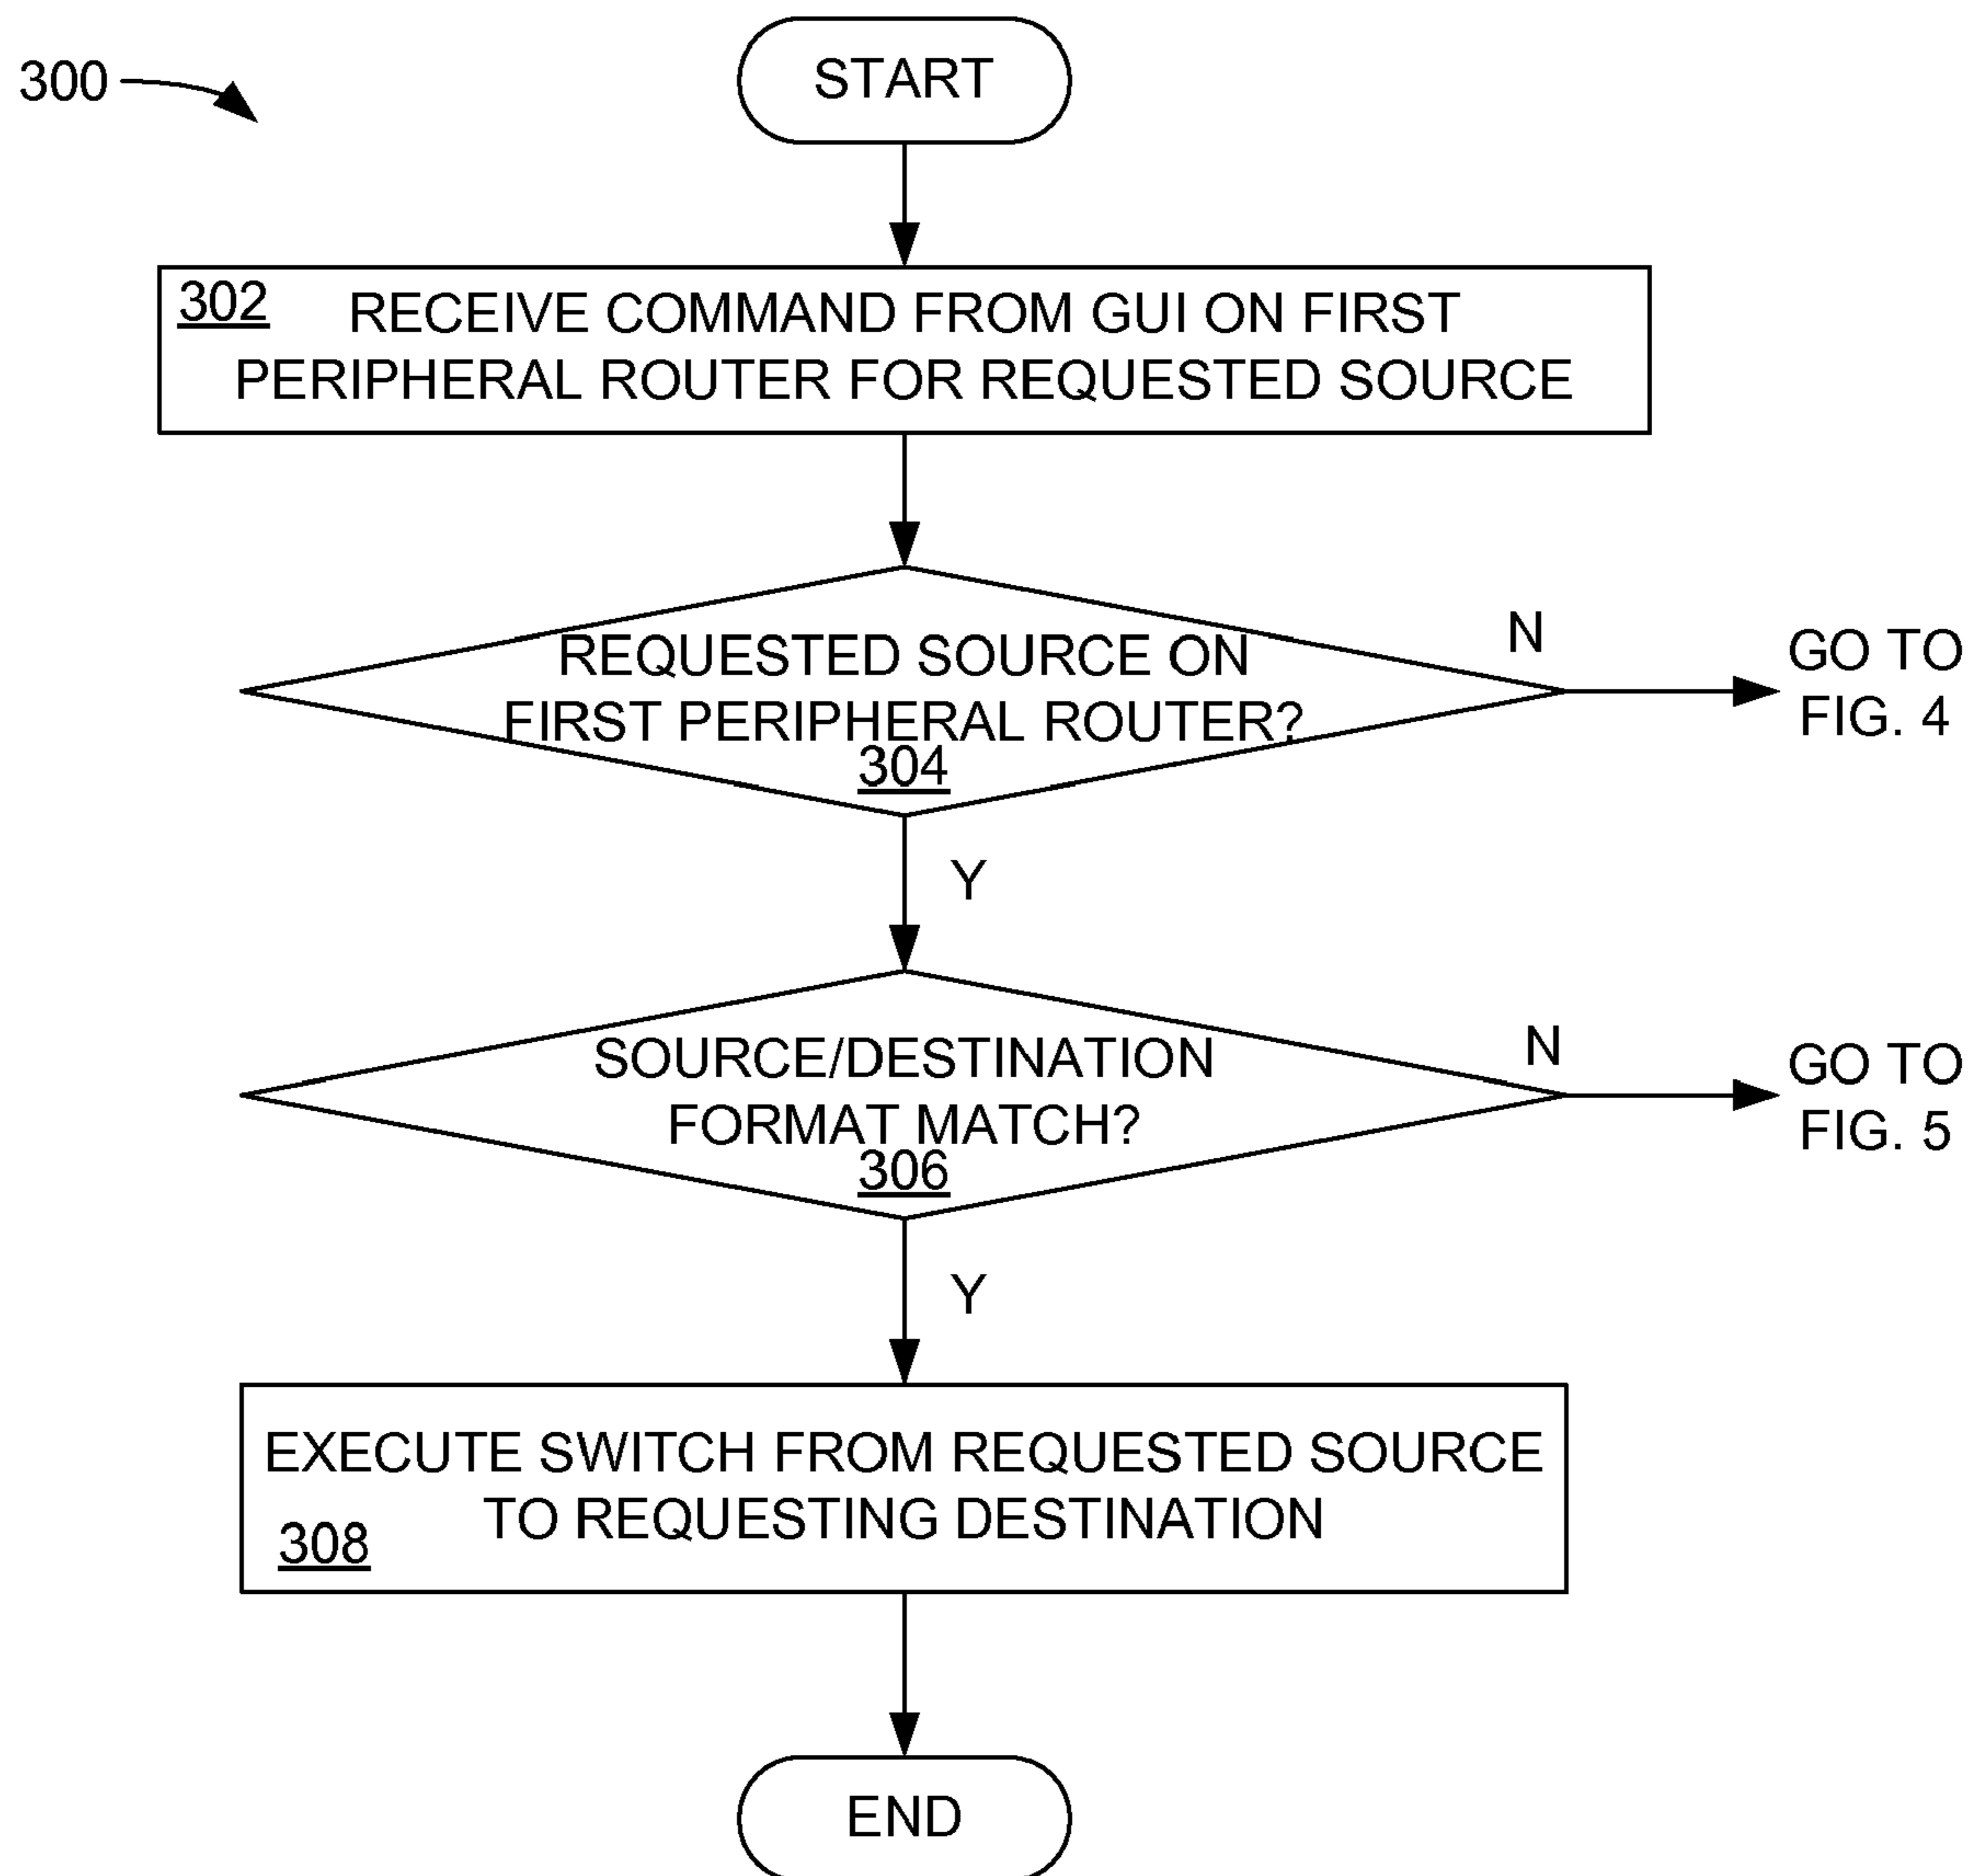 300
START
302
RECEIVE COMMAND FROM GUI ON FIRST
PERIPHERAL ROUTER FOR REQUESTED SOURCE
REQUESTED SOURCE ON
FIRST PERIPHERAL ROUTER?
304
N
GO TO
FIG. 4
Y
SOURCE/DESTINATION
FORMAT MATCH?
306
N
GO TO
FIG. 5
Y
EXECUTE SWITCH FROM REQUESTED SOURCE
TO REQUESTING DESTINATION
308
END